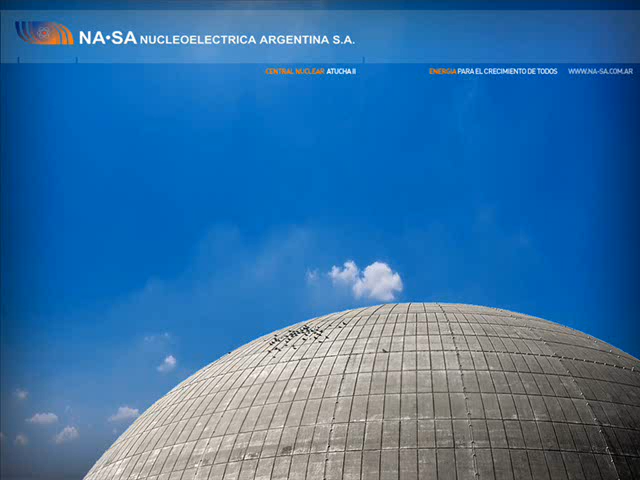 NA•SA NUCLEOELECTRICA ARGENTINA S.A.
CENTRAL NUCLEAR ATUCHA II ENERGIA PARA EL CRECIMIENTO DE TODOS WWW.NA-SA.COM.AR